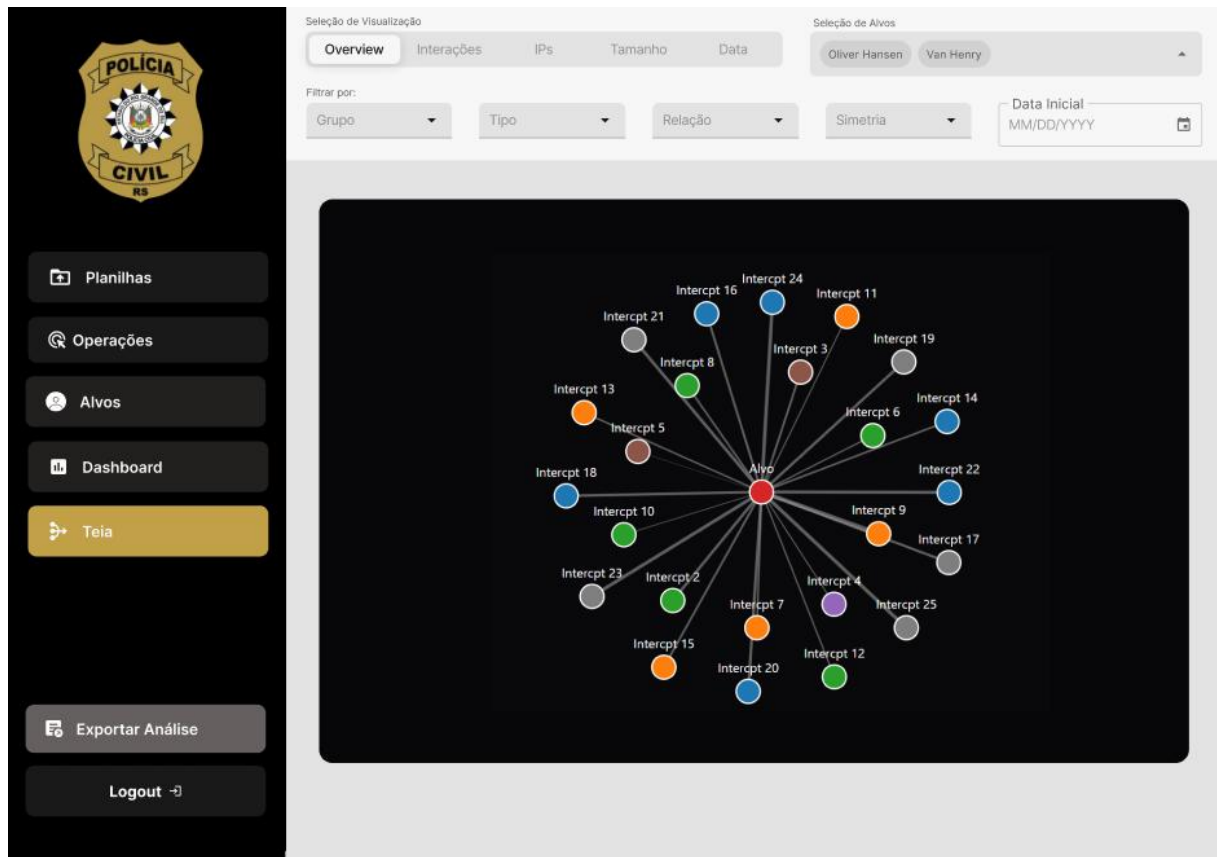 POLÍCIA
CIVIL
RS
Planilhas
Operações
Alvos
Dashboard
Teia
Exportar Análise
Logout
Seleção de Visualização
Overview Interações IPs Tamanho Data
Seleção de Alvos
Oliver Hansen Van Henry
Filtrar por:
Grupo Tipo Relação Simetria
Data Inicial
MM/DD/YYYY
Intercpt 24
Intercpt 16
Intercpt 11
Intercpt 21
Intercpt 19
Intercpt 3
Intercpt 8
Intercpt 13
Intercpt 14
Intercpt 6
Intercpt 5
Alvo
Intercpt 22
Intercpt 18
Intercpt 10
Intercpt 9
Intercpt 17
Intercpt 23
Intercpt 2
Intercpt 4
Intercpt 7
Intercpt 25
Intercpt 15
Intercpt 12
Intercpt 20